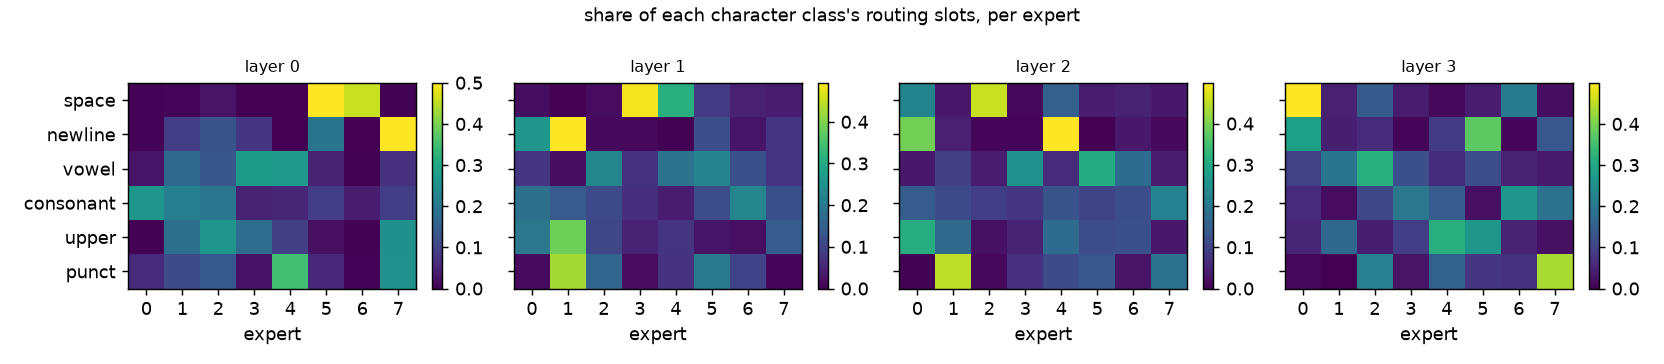 share of each character class's routing slots, per expert
layer 0
layer 1
layer 2
layer 3
space
newline
vowel
consonant
upper
punct
0.5
0.4
0.3
0.2
0.1
0.0
0.4
0.3
0.2
0.1
0.0
0.4
0.3
0.2
0.1
0.0
0.4
0.3
0.2
0.1
0.0
0 1 2 3 4 5 6 7
0 1 2 3 4 5 6 7
0 1 2 3 4 5 6 7
0 1 2 3 4 5 6 7
expert
expert
expert
expert